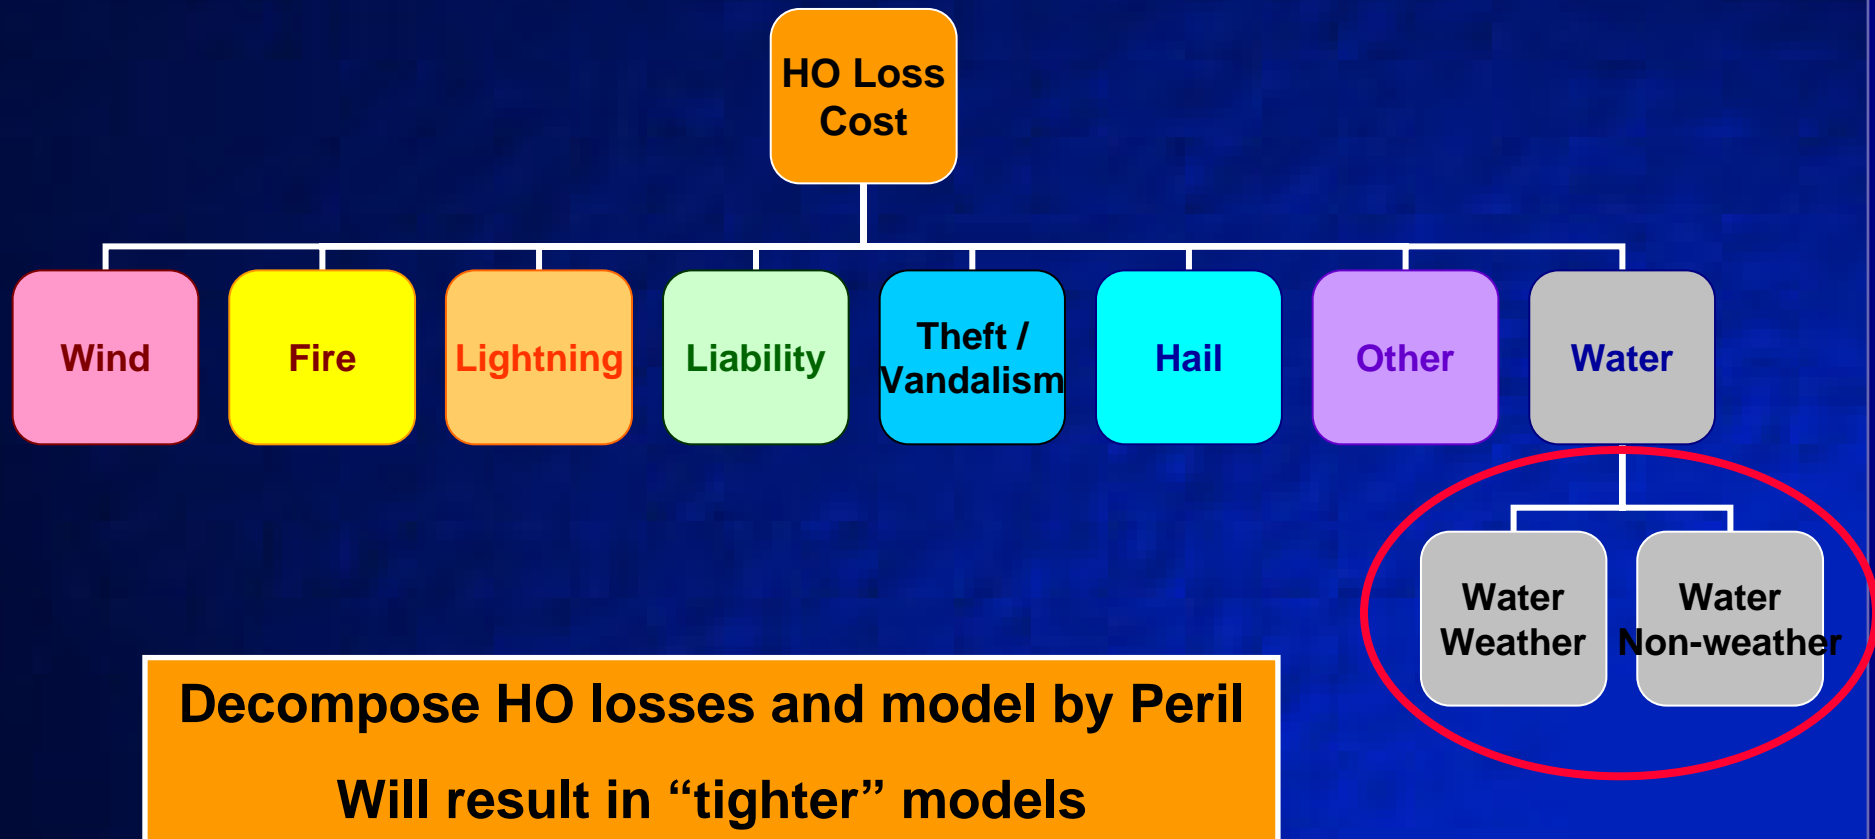 HO Loss
Cost
Wind
Fire
Lightning
Liability
Theft /
Vandalism
Hail
Other
Water
Water
Weather
Water
Non-weather
Decompose HO losses and model by Peril
Will result in “tighter” models